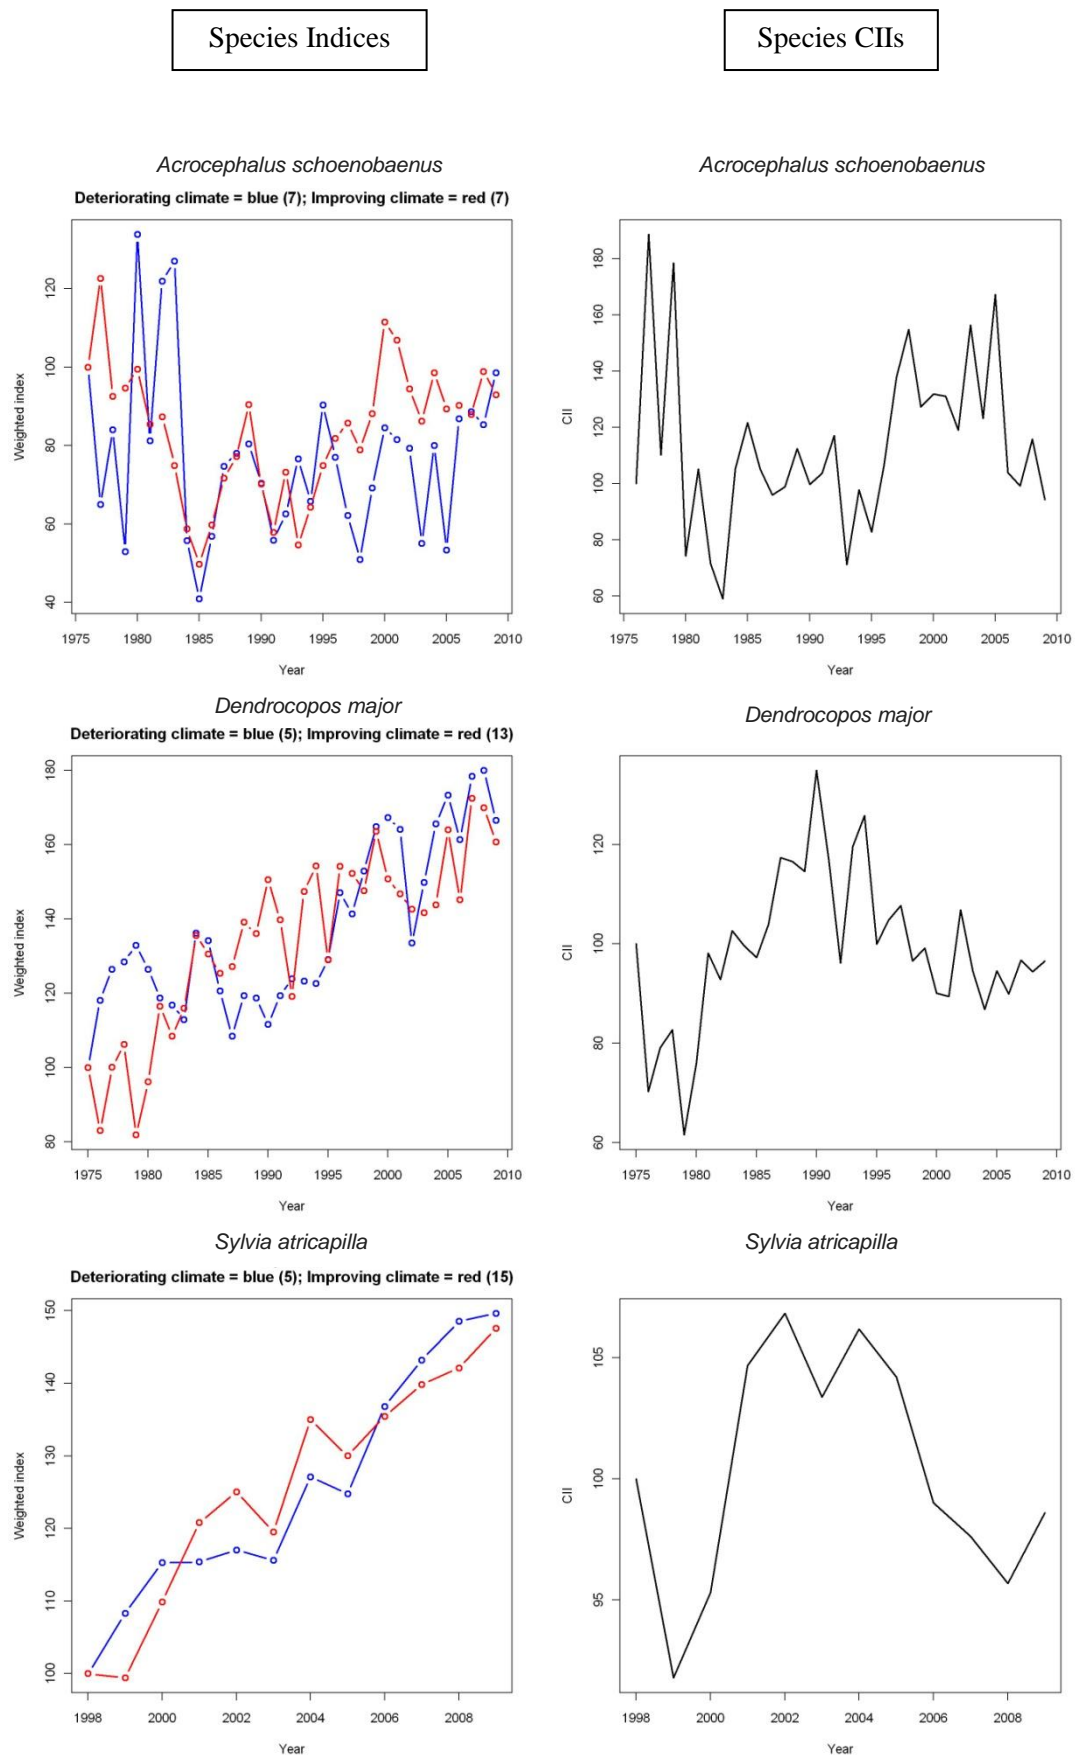 Species Indices
Species CIIs
Acrocephalus schoenobaenus
Deteriorating climate = blue (7); Improving climate = red (7)
Weighted index
120
100
80
60
40
1975 1980 1985 1990 1995 2000 2005 2010
Year
Acrocephalus schoenobaenus
CII
180
160
140
120
100
80
60
1975 1980 1985 1990 1995 2000 2005 2010
Year
Dendrocopos major
Deteriorating climate = blue (5); Improving climate = red (13)
Weighted index
180
160
140
120
100
80
1975 1980 1985 1990 1995 2000 2005 2010
Year
Dendrocopos major
CII
120
100
80
60
1975 1980 1985 1990 1995 2000 2005 2010
Year
Sylvia atricapilla
Deteriorating climate = blue (5); Improving climate = red (15)
Weighted index
150
140
130
120
110
100
1998 2000 2002 2004 2006 2008
Year
Sylvia atricapilla
CII
105
100
95
1998 2000 2002 2004 2006 2008
Year